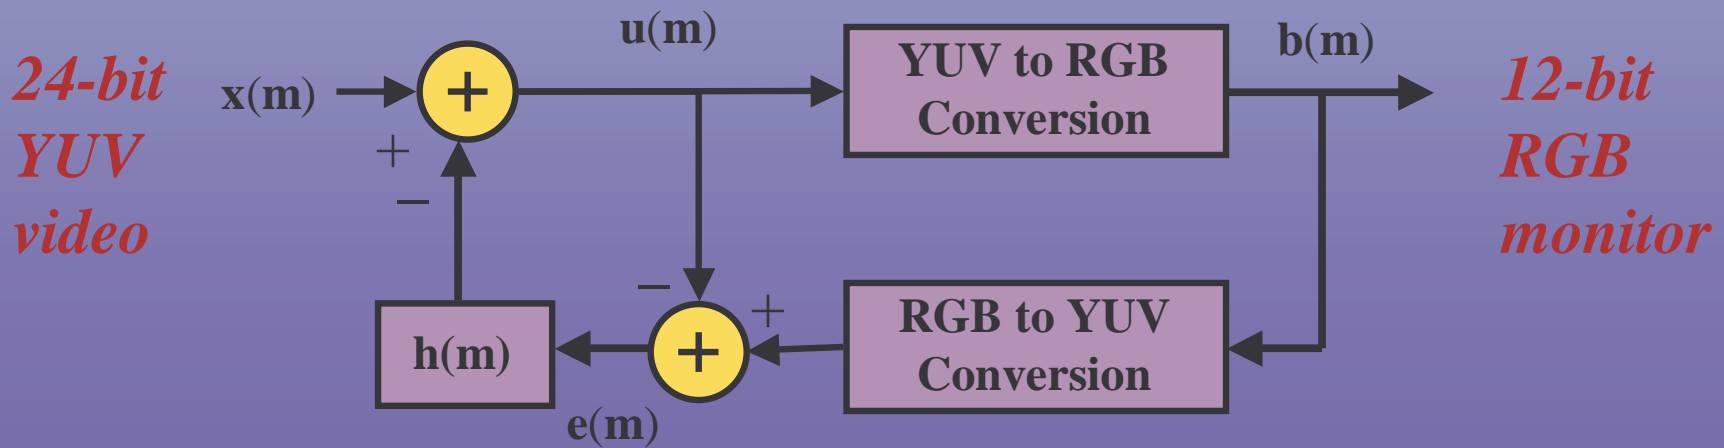 24-bit
YUV
video
x(m)
+
+
−
u(m)
YUV to RGB
Conversion
b(m)
12-bit
RGB
monitor
h(m)
e(m)
−
+
+
RGB to YUV
Conversion